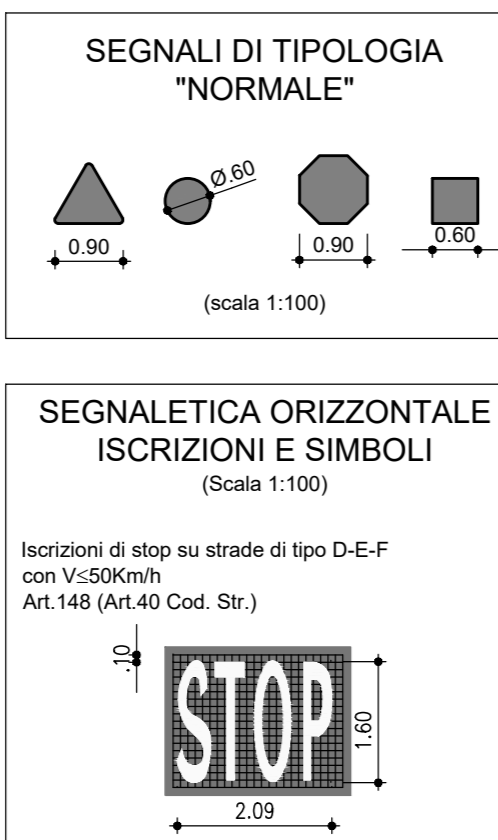 SEGNALI DI TIPOLOGIA
"NORMALE"
Ø.60
0.90
0.90
0.60
(scala 1:100)
SEGNALETICA ORIZZONTALE
ISCRIZIONI E SIMBOLI
(Scala 1:100)
Iscrizioni di stop su strade di tipo D-E-F
con V≤50Km/h
Art.148 (Art.40 Cod. Str.)
.10
STOP
1.60
2.09